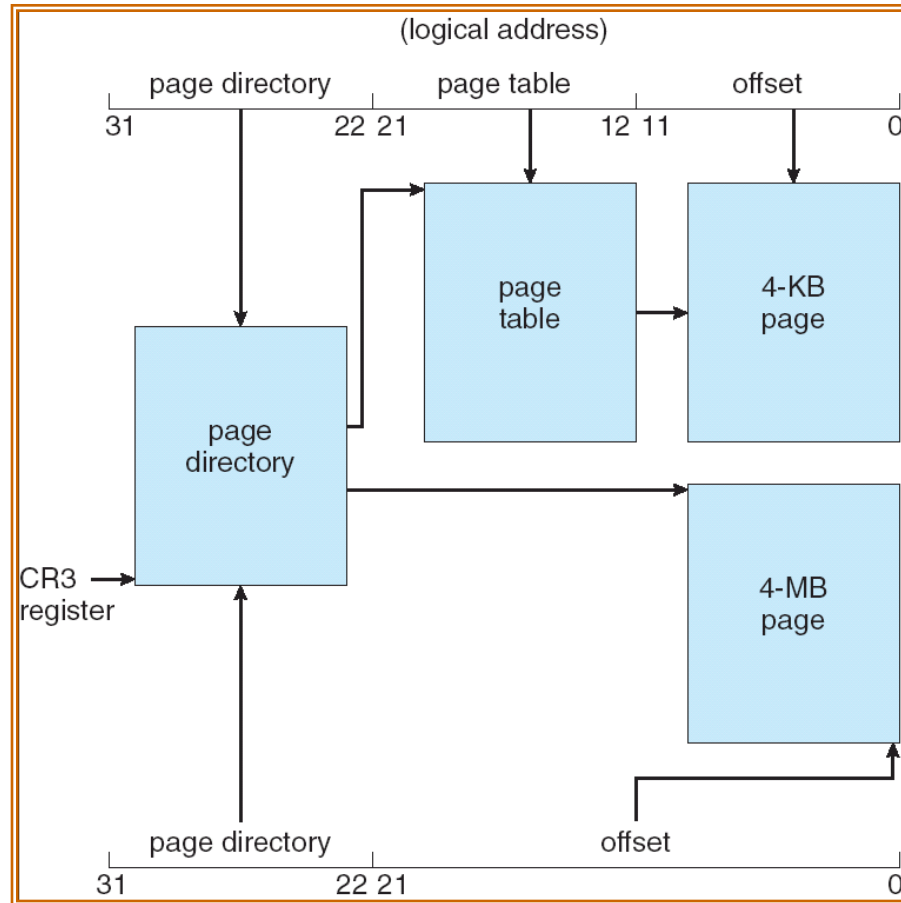 (logical address)
page directory page table offset
31 22 21 12 11 0
page
table
4-KB
page
page
directory
CR3
register
4-MB
page
page directory offset
31 22 21 0